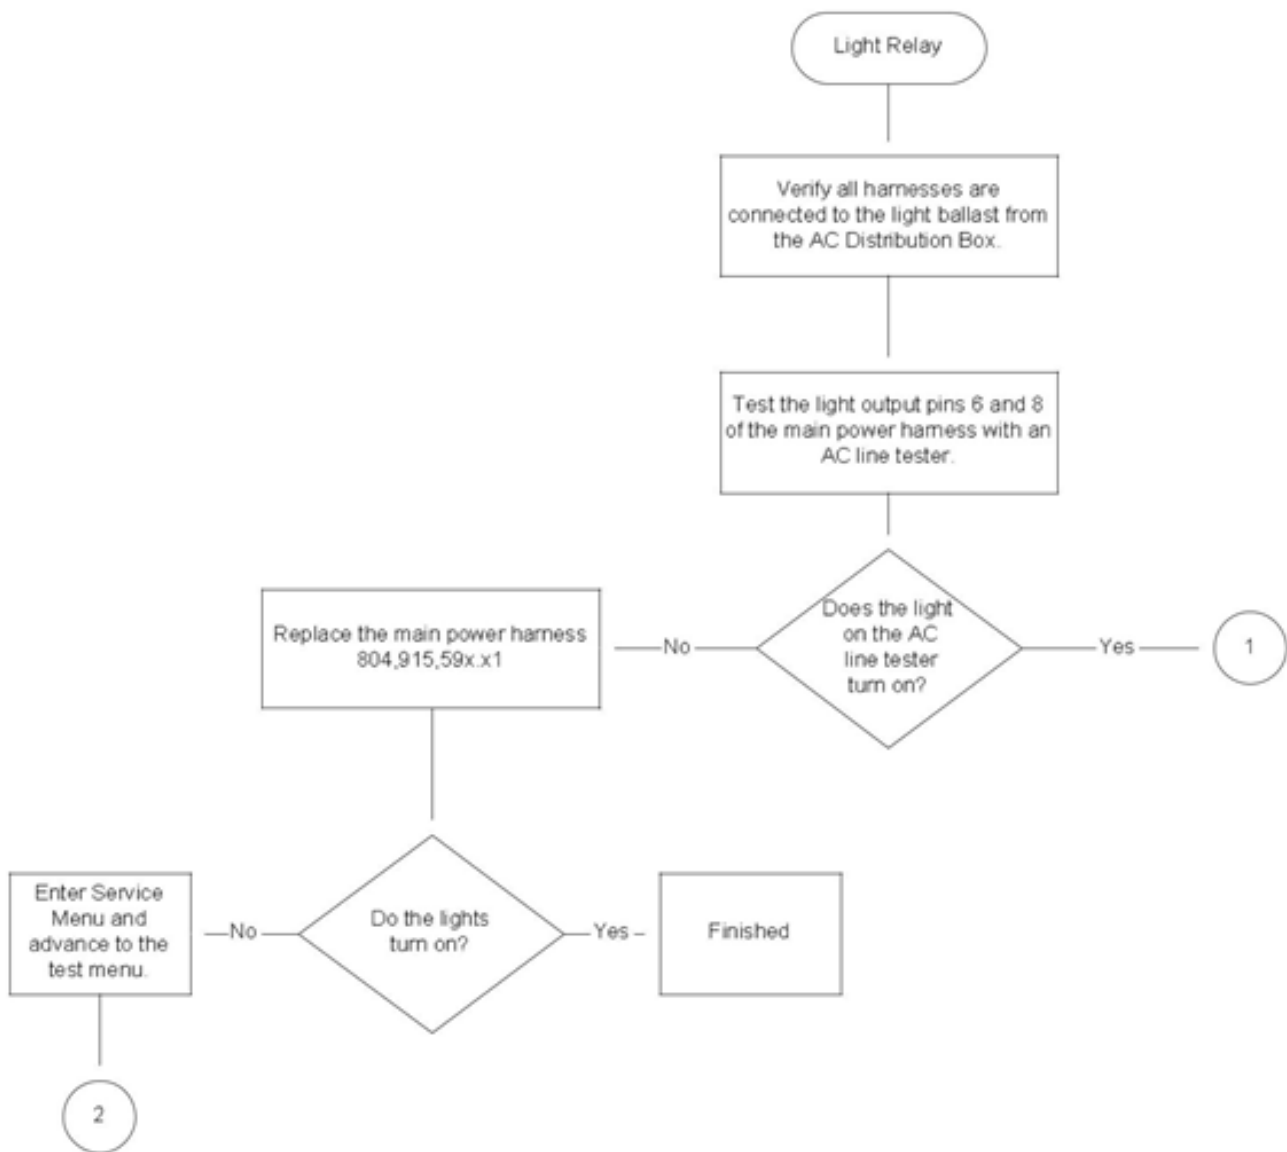 Light Relay
Verify all harnesses are
connected to the light ballast from
the AC Distribution Box.
Test the light output pins 6 and 8
of the main power harness with an
AC line tester.
Does the light
on the AC
line tester
turn on?
No
Yes
1
Replace the main power harness
804,915,59x.x1
Do the lights
turn on?
No
Yes
Enter Service
Menu and
advance to the
test menu.
Finished
2